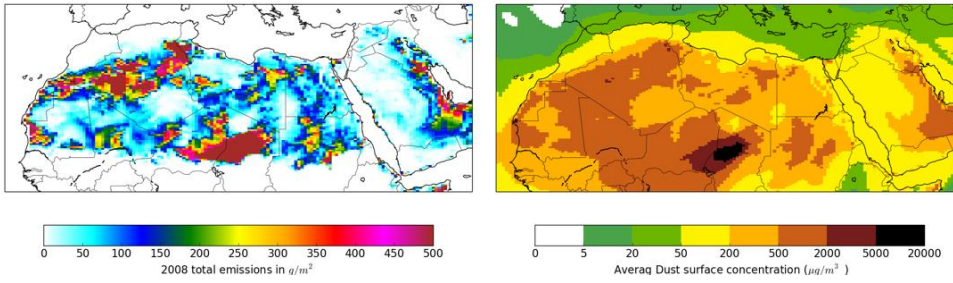 0 50 100 150 200 250 300 350 400 450 500
2008 total emissions in g/m²
0 5 20 50 200 500 2000 5000 20000
Averag Dust surface concentration (μg/m³ )